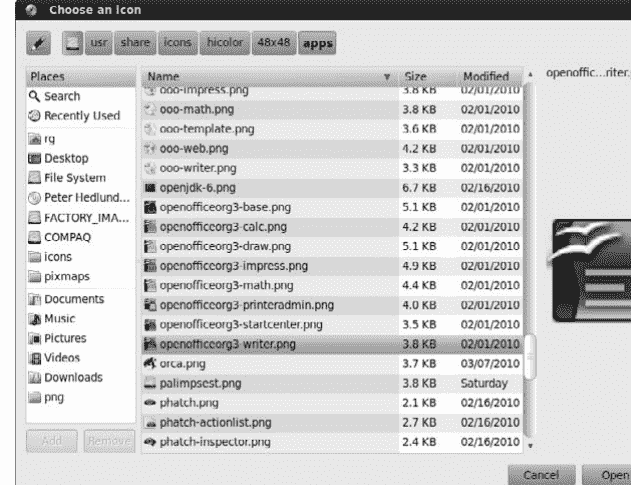 Choose an Icon
usr share icons hicolor 48x48 apps
openoffic...riter.
Places
Search
Recently Used
rg
Desktop
File System
Peter Hedlund...
FACTORY_IMA...
COMPAQ
icons
pixmaps
Documents
Music
Pictures
Videos
Downloads
png
Add Remove
Name Size Modified
ooo-impress.png 3.8 KB 02/01/2010
ooo-math.png 3.8 KB 02/01/2010
ooo-template.png 3.6 KB 02/01/2010
ooo-web.png 4.2 KB 02/01/2010
ooo-writer.png 3.3 KB 02/01/2010
openjdk-6.png 6.7 KB 02/16/2010
openofficeorg3-base.png 5.1 KB 02/01/2010
openofficeorg3-calc.png 4.2 KB 02/01/2010
openofficeorg3-draw.png 5.1 KB 02/01/2010
openofficeorg3-impress.png 4.9 KB 02/01/2010
openofficeorg3-math.png 4.4 KB 02/01/2010
openofficeorg3-printeradmin.png 4.0 KB 02/01/2010
openofficeorg3-startcenter.png 3.5 KB 02/01/2010
openofficeorg3-writer.png 3.8 KB 02/01/2010
orca.png 3.7 KB 03/07/2010
palimpsest.png 3.8 KB Saturday
phatch.png 2.1 KB 02/16/2010
phatch-actionlist.png 2.7 KB 02/16/2010
phatch-inspector.png 2.4 KB 02/16/2010
Cancel Open